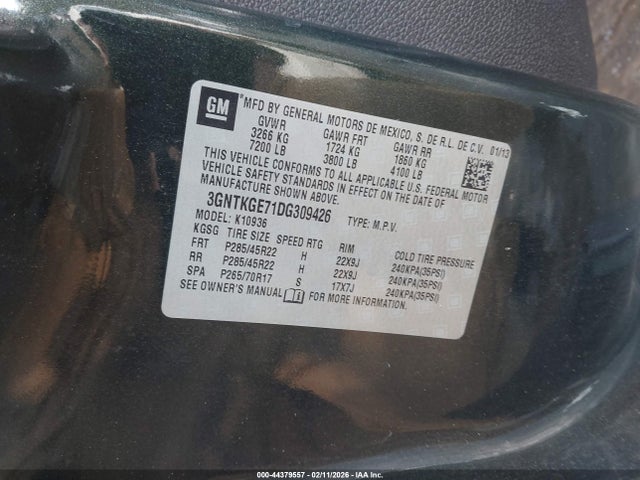 GM ®MFD BY GENERAL MOTORS DE MEXICO, S. DE R.L. DE C.V. 01/13
GVWR GAWR FRT GAWR RR
3266 KG 1724 KG 1850 KG
7200 LB 3800 LB 4100 LB
THIS VEHICLE CONFORMS TO ALL APPLICABLE U.S. FEDERAL MOTOR
VEHICLE SAFETY STANDARDS IN EFFECT ON THE DATE OF
MANUFACTURE SHOWN ABOVE.
3GNTKGE71DG309426 TYPE: M.P.V.
MODEL: K10936
KGSG TIRE SIZE SPEED RTG RIM COLD TIRE PRESSURE
FRT P285/45R22 H 22X9J 240KPA(35PSI)
RR P285/45R22 H 22X9J 240KPA(35PSI)
SPA P265/70R17 S 17X7J 240KPA(35PSI)
SEE OWNER'S MANUAL FOR MORE INFORMATION.
000-44379557 - 02/11/2026 - IAA Inc.